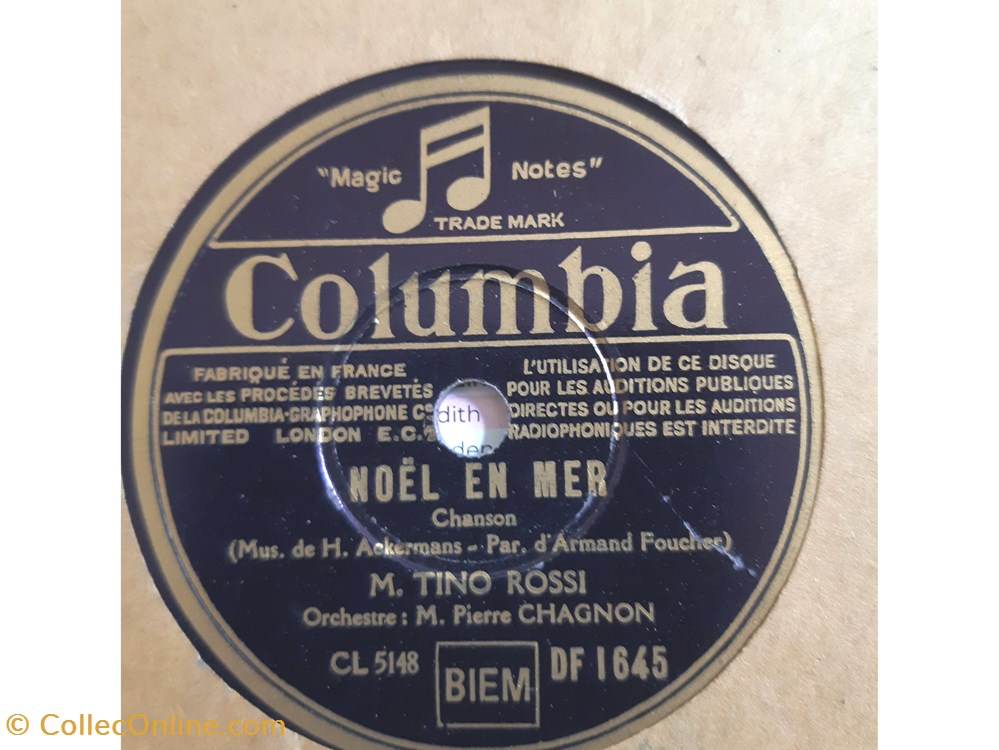 "Magic Notes"
TRADE MARK
Columbia
FABRIQUÉ EN FRANCE
AVEC LES PROCÉDÉS BREVETÉS
DE LA COLUMBIA-GRAPHOPHONE Co
LIMITED LONDON E.C.
L'UTILISATION DE CE DISQUE
POUR LES AUDITIONS PUBLIQUES
DIRECTES OU POUR LES AUDITIONS
RADIOPHONIQUES EST INTERDITE
dith
NOËL EN MER
Chanson
(Mus. de H. Ackermans - Par. d'Armand Foucher)
M. TINO ROSSI
Orchestre : M. Pierre CHAGNON
CL 5148
BIEM
DF 1645
© CollecOnline.com